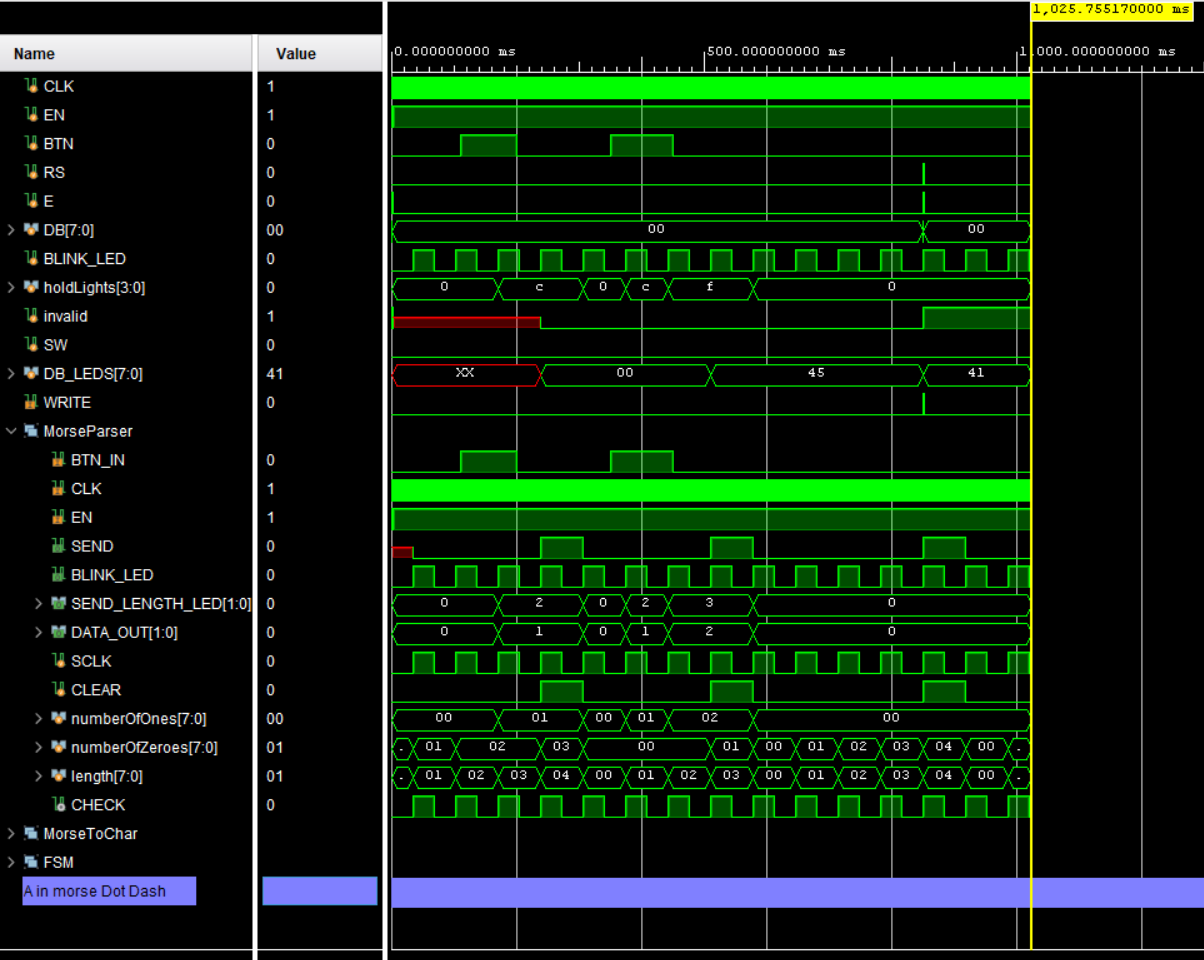 1,025.755170000 ms
Name Value 0.000000000 ms 500.000000000 ms 1,000.000000000 ms
CLK 1
EN 1
BTN 0
RS 0
E 0
DB[7:0] 00 00 00
BLINK_LED 0
holdLights[3:0] 0 0 c 0 c f 0
invalid 1
SW 0
DB_LEDS[7:0] 41 XX 00 45 41
WRITE 0
MorseParser
BTN_IN 0
CLK 1
EN 1
SEND 0
BLINK_LED 0
SEND_LENGTH_LED[1:0] 0 0 2 0 2 3 0
DATA_OUT[1:0] 0 0 1 0 1 2 0
SCLK 0
CLEAR 0
numberOfOnes[7:0] 00 00 01 00 01 02 00
numberOfZeroes[7:0] 01 . 01 02 03 00 01 00 01 02 03 04 00 .
length[7:0] 01 . 01 02 03 04 00 01 02 03 00 01 02 03 04 00 .
CHECK 0
MorseToChar
FSM
A in morse Dot Dash